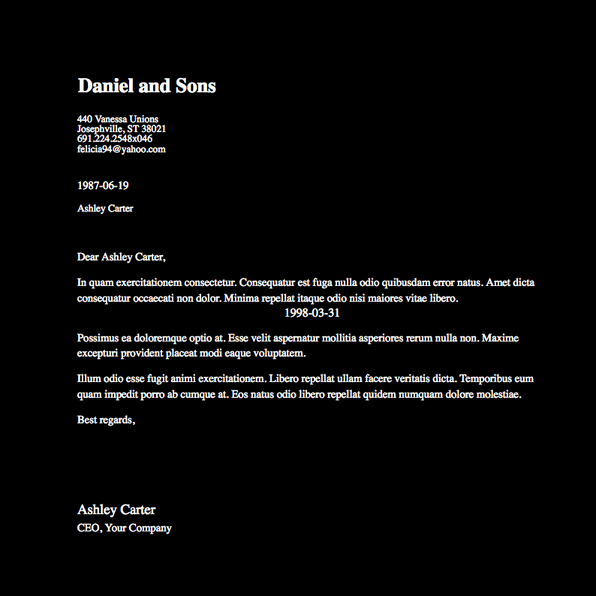 Daniel and Sons
440 Vanessa Unions
Josephville, ST 38021
691.224.2548x046
felicia94@yahoo.com
1987-06-19
Ashley Carter
Dear Ashley Carter,
In quam exercitationem consectetur. Consequatur est fuga nulla odio quibusdam error natus. Amet dicta
consequatur occaecati non dolor. Minima repellat itaque odio nisi maiores vitae libero.
1998-03-31
Possimus ea doloremque optio at. Esse velit aspernatur mollitia asperiores rerum nulla non. Maxime
excepturi provident placeat modi eaque voluptatem.
Illum odio esse fugit animi exercitationem. Libero repellat ullam facere veritatis dicta. Temporibus eum
quam impedit porro ab cumque at. Eos natus odio libero repellat quidem numquam dolore molestiae.
Best regards,
Ashley Carter
CEO, Your Company